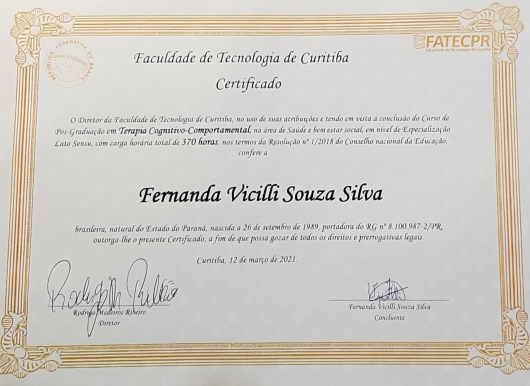 FATECPR
Faculdade de Tecnologia de Curitiba
Faculdade de Tecnologia de Curitiba
Certificado
O Diretor da Faculdade de Tecnologia de Curitiba, no uso de suas atribuições e tendo em vista a conclusão do Curso de
Pós-Graduação em Terapia Cognitivo-Comportamental, na área de Saúde e bem estar social, em nível de Especialização
Lato Sensu, com carga horária total de 370 horas, nos termos da Resolução nº 1/2018 do Conselho nacional da Educação,
confere a
Fernanda Vicilli Souza Silva
brasileira, natural do Estado do Paraná, nascida a 26 de setembro de 1989, portadora do RG nº 8.100.987-2/PR,
outorga-lhe o presente Certificado, a fim de que possa gozar de todos os direitos e prerrogativas legais.
Curitiba, 12 de março de 2021.
Rodrigo Medeiros Ribeiro
Diretor
Fernanda Vicilli Souza Silva
Concluente